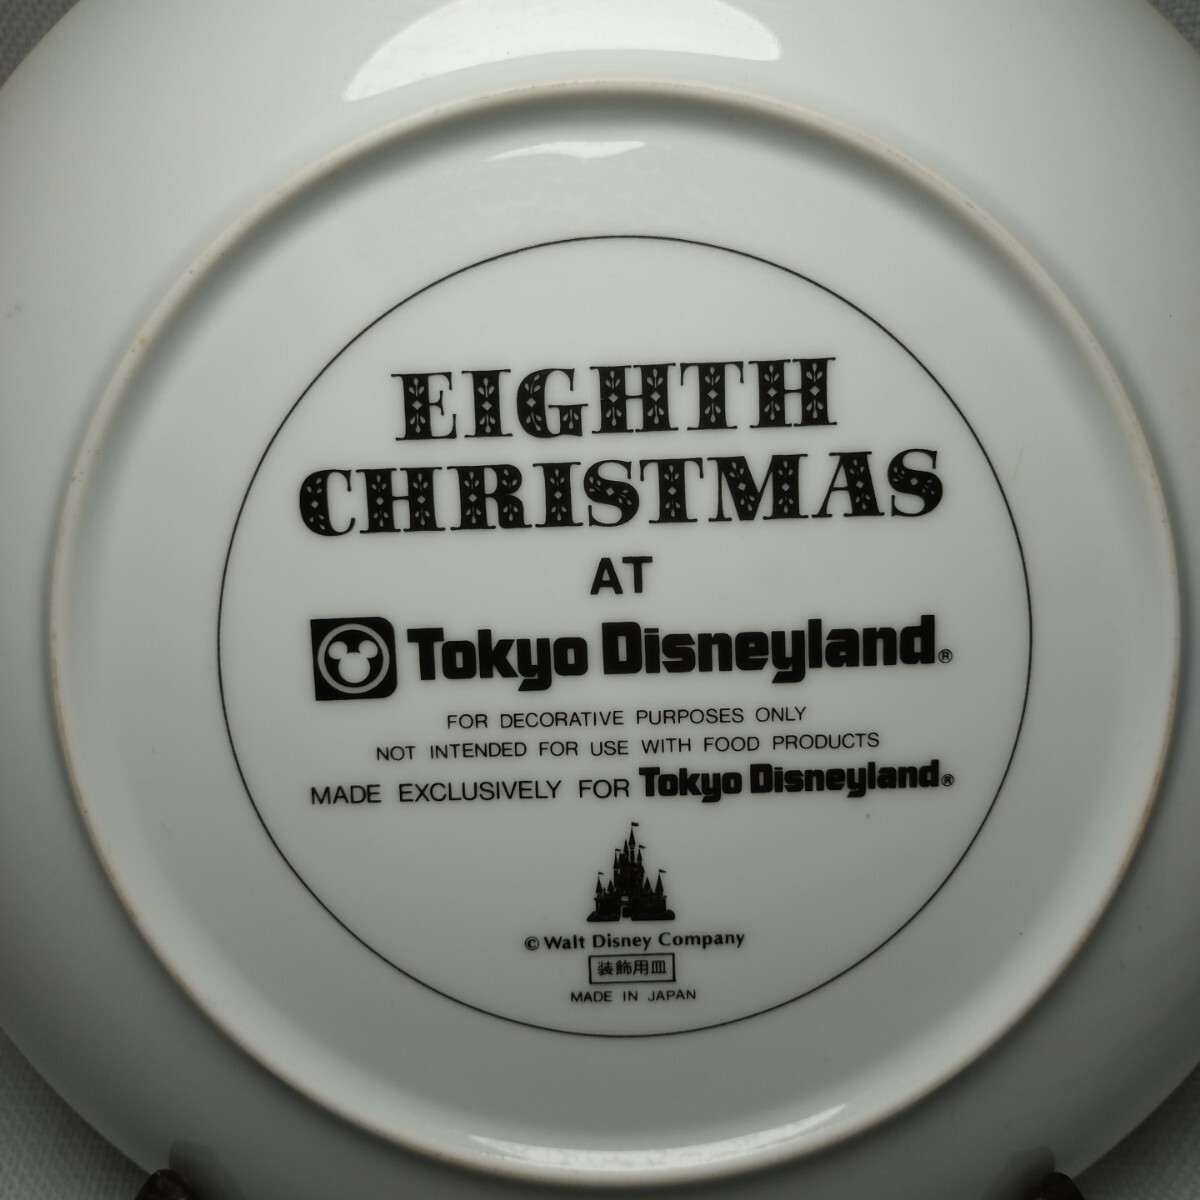 EIGHTH
CHRISTMAS
AT
Tokyo Disneyland®
FOR DECORATIVE PURPOSES ONLY
NOT INTENDED FOR USE WITH FOOD PRODUCTS
MADE EXCLUSIVELY FOR Tokyo Disneyland®
© Walt Disney Company
装飾用皿
MADE IN JAPAN